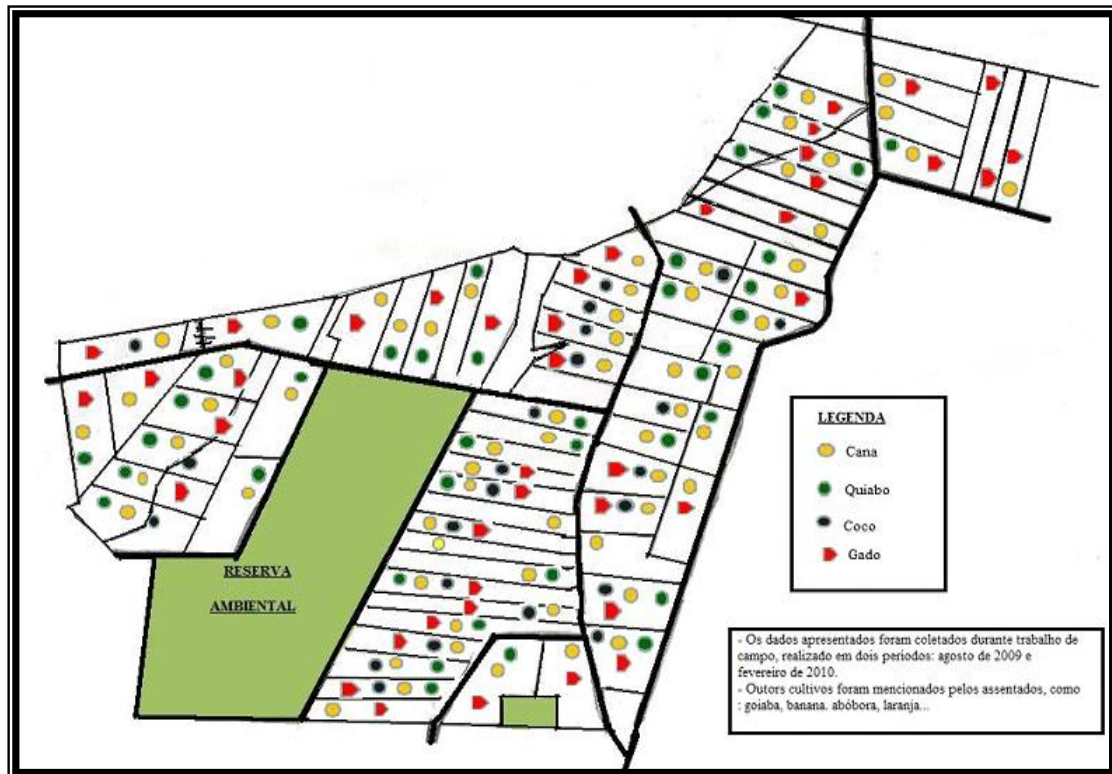 LEGENDA
Cana
Quiabo
Coco
Gado
RESERVA
AMBIENTAL
- Os dados apresentados foram coletados durante trabalho de
campo, realizado em dois períodos: agosto de 2009 e
fevereiro de 2010.
- Outors cultivos foram mencionados pelos assentados, como
: goiaba, banana. abóbora, laranja...